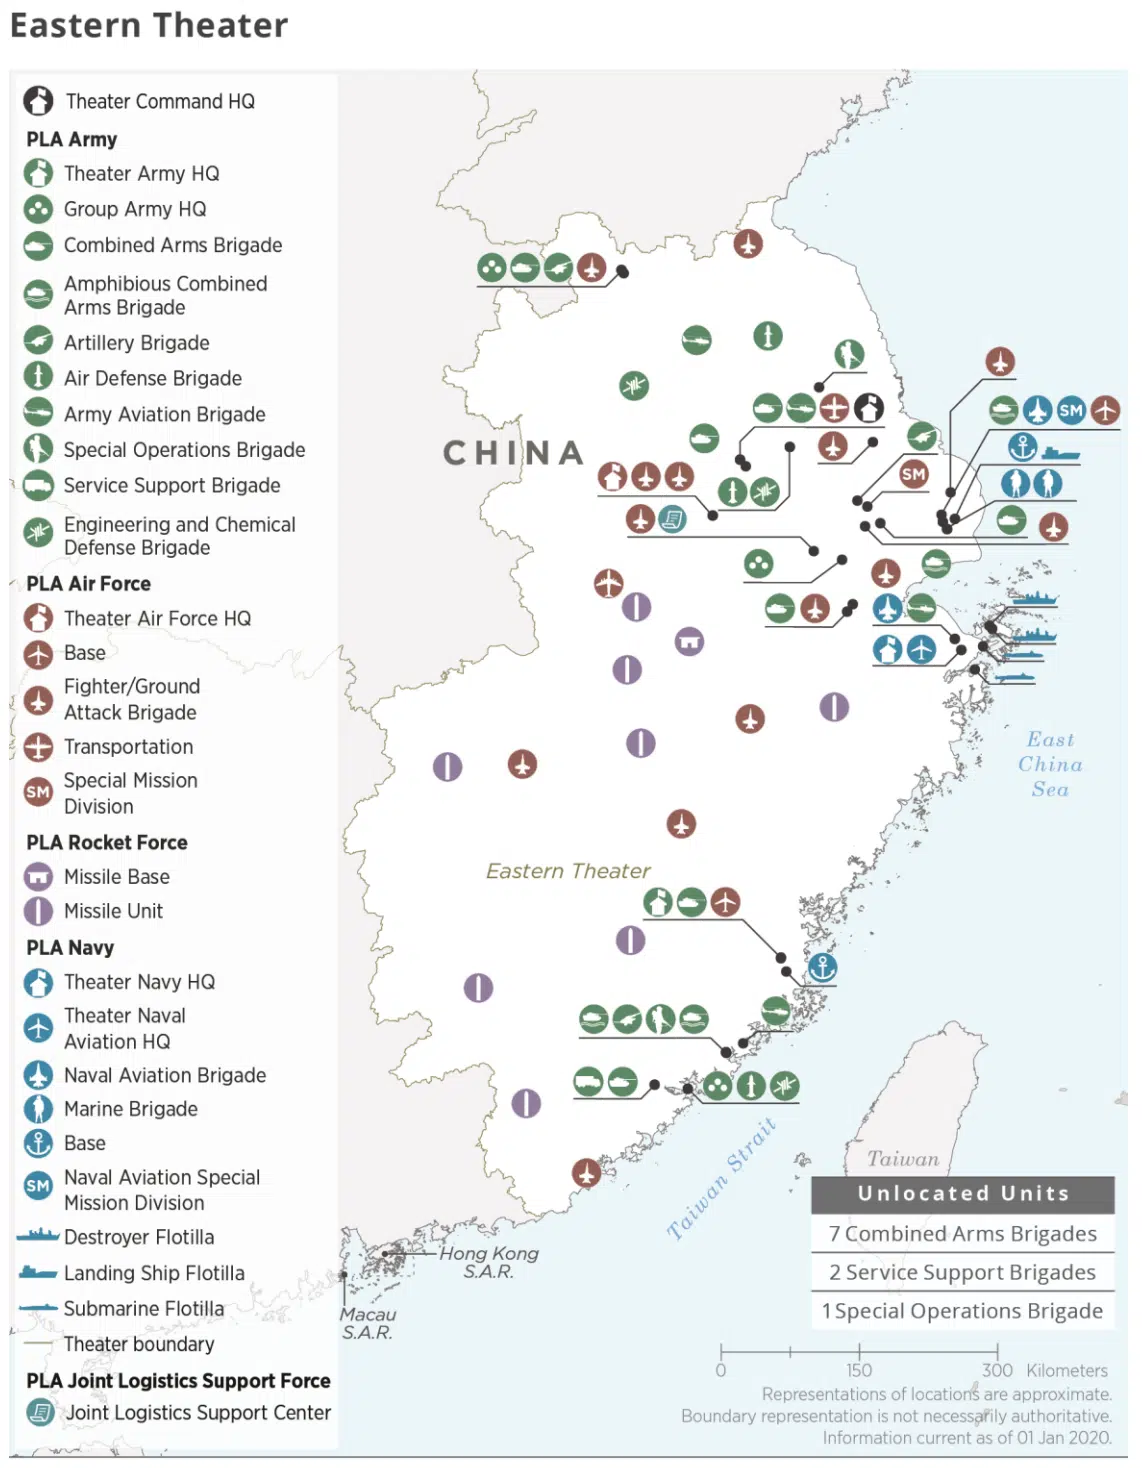 Eastern Theater
Theater Command HQ
PLA Army
Theater Army HQ
Group Army HQ
Combined Arms Brigade
Amphibious Combined
Arms Brigade
Artillery Brigade
Air Defense Brigade
Army Aviation Brigade
Special Operations Brigade
Service Support Brigade
Engineering and Chemical
Defense Brigade
PLA Air Force
Theater Air Force HQ
Base
Fighter/Ground
Attack Brigade
Transportation
SM
Special Mission
Division
PLA Rocket Force
Missile Base
Missile Unit
PLA Navy
Theater Navy HQ
Theater Naval
Aviation HQ
Naval Aviation Brigade
Marine Brigade
Base
SM
Naval Aviation Special
Mission Division
Destroyer Flotilla
Landing Ship Flotilla
Submarine Flotilla
Theater boundary
PLA Joint Logistics Support Force
Joint Logistics Support Center
SM
CHINA
SM
East
China
Sea
Eastern Theater
Taiwan Strait
Taiwan
Hong Kong
S.A.R.
Macau
S.A.R.
Unlocated Units
7 Combined Arms Brigades
2 Service Support Brigades
1 Special Operations Brigade
0 150 300 Kilometers
Representations of locations are approximate.
Boundary representation is not necessarily authoritative.
Information current as of 01 Jan 2020.